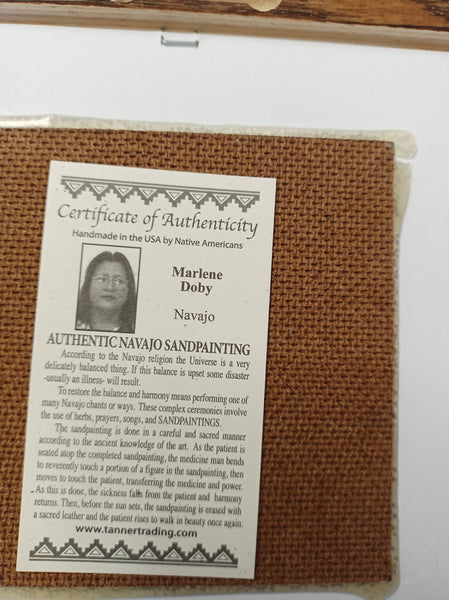 Certificate of Authenticity
Handmade in the USA by Native Americans
Marlene
Doby
Navajo
AUTHENTIC NAVAJO SANDPAINTING
According to the Navajo religion the Universe is a very
delicately balanced thing. If this balance is upset some disaster
-usually an illness- will result.
To restore the balance and harmony means performing one of
many Navajo chants or ways. These complex ceremonies involve
the use of herbs, prayers, songs, and SANDPAINTINGS.
The sandpainting is done in a careful and sacred manner
according to the ancient knowledge of the art. As the patient is
seated atop the completed sandpainting, the medicine man bends
to reverently touch a portion of a figure in the sandpainting, then
moves to touch the patient, transferring the medicine and power.
As this is done, the sickness falls from the patient and harmony
returns. Then, before the sun sets, the sandpainting is erased with
a sacred leather and the patient rises to walk in beauty once again.
www.tannertrading.com